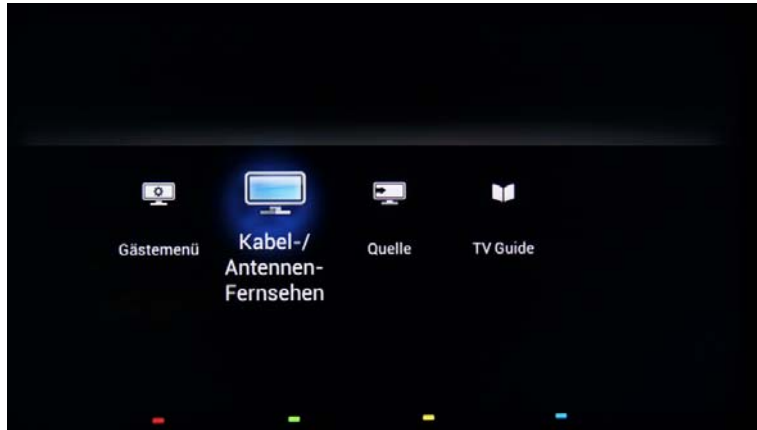 Gästemenü
Kabel-/
Antennen-
Fernsehen
Quelle
TV Guide